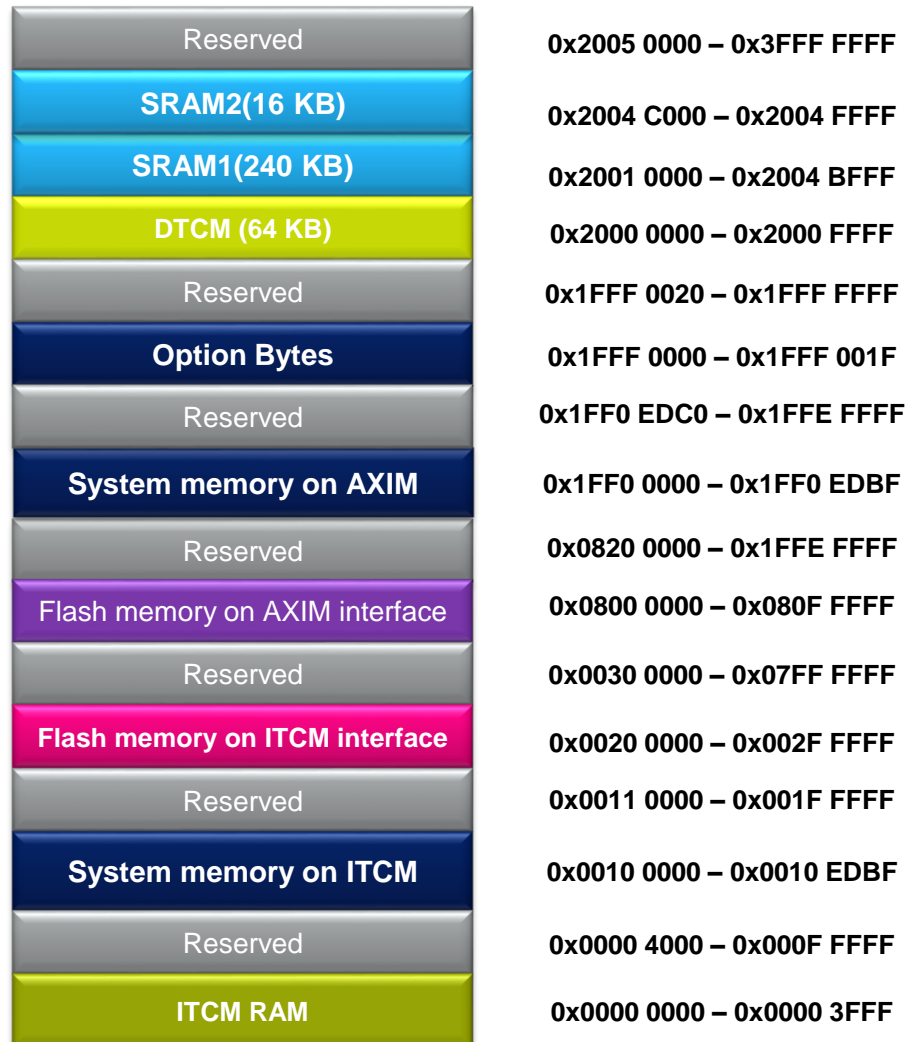 Reserved 0x2005 0000 – 0x3FFF FFFF
SRAM2(16 KB) 0x2004 C000 – 0x2004 FFFF
SRAM1(240 KB) 0x2001 0000 – 0x2004 BFFF
DTCM (64 KB) 0x2000 0000 – 0x2000 FFFF
Reserved 0x1FFF 0020 – 0x1FFF FFFF
Option Bytes 0x1FFF 0000 – 0x1FFF 001F
Reserved 0x1FF0 EDC0 – 0x1FFE FFFF
System memory on AXIM 0x1FF0 0000 – 0x1FF0 EDBF
Reserved 0x0820 0000 – 0x1FFE FFFF
Flash memory on AXIM interface 0x0800 0000 – 0x080F FFFF
Reserved 0x0030 0000 – 0x07FF FFFF
Flash memory on ITCM interface 0x0020 0000 – 0x002F FFFF
Reserved 0x0011 0000 – 0x001F FFFF
System memory on ITCM 0x0010 0000 – 0x0010 EDBF
Reserved 0x0000 4000 – 0x000F FFFF
ITCM RAM 0x0000 0000 – 0x0000 3FFF